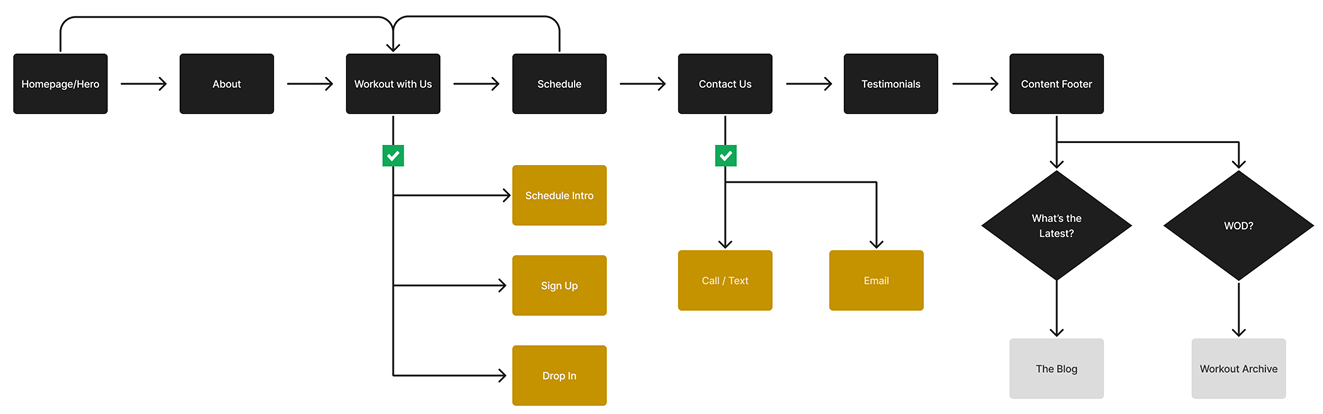 Homepage/Hero
About
Workout with Us
Schedule
Contact Us
Testimonials
Content Footer
Schedule Intro
Sign Up
Drop In
Call / Text
Email
What's the
Latest?
WOD?
The Blog
Workout Archive